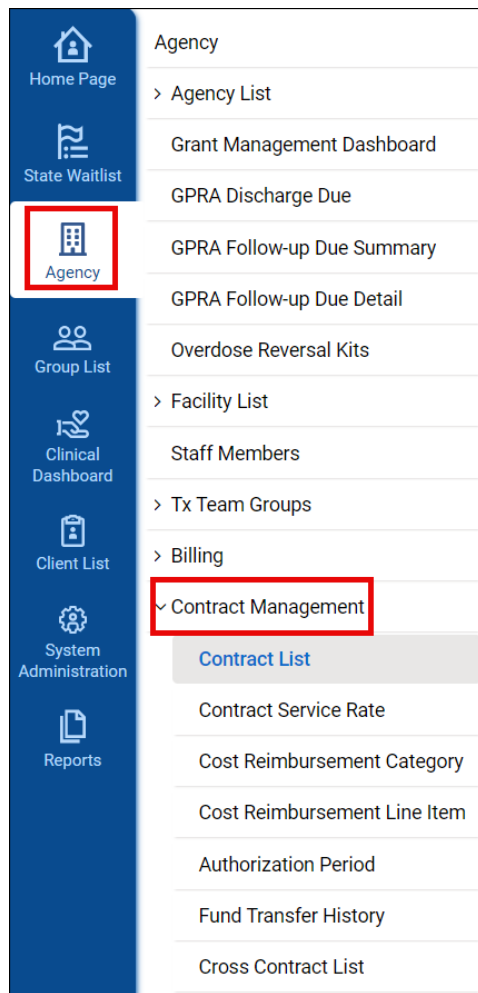 Home Page
State Waitlist
Agency
Group List
Clinical
Dashboard
Client List
System
Administration
Reports
Agency
Agency List
Grant Management Dashboard
GPRA Discharge Due
GPRA Follow-up Due Summary
GPRA Follow-up Due Detail
Overdose Reversal Kits
Facility List
Staff Members
Tx Team Groups
Billing
Contract Management
Contract List
Contract Service Rate
Cost Reimbursement Category
Cost Reimbursement Line Item
Authorization Period
Fund Transfer History
Cross Contract List